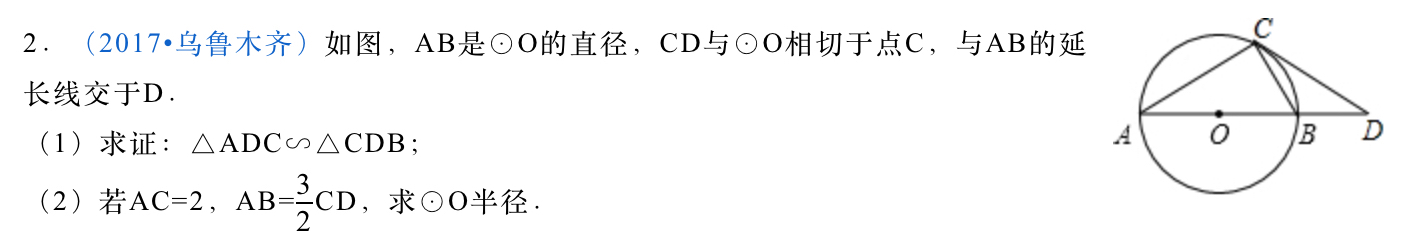 2．（2017•乌鲁木齐）如图，AB是⊙O的直径，CD与⊙O相切于点C，与AB的延
长线交于D．
（1）求证：△ADC∽△CDB；
（2）若AC=2，AB=3/2CD，求⊙O半径．
C
A
O
B
D